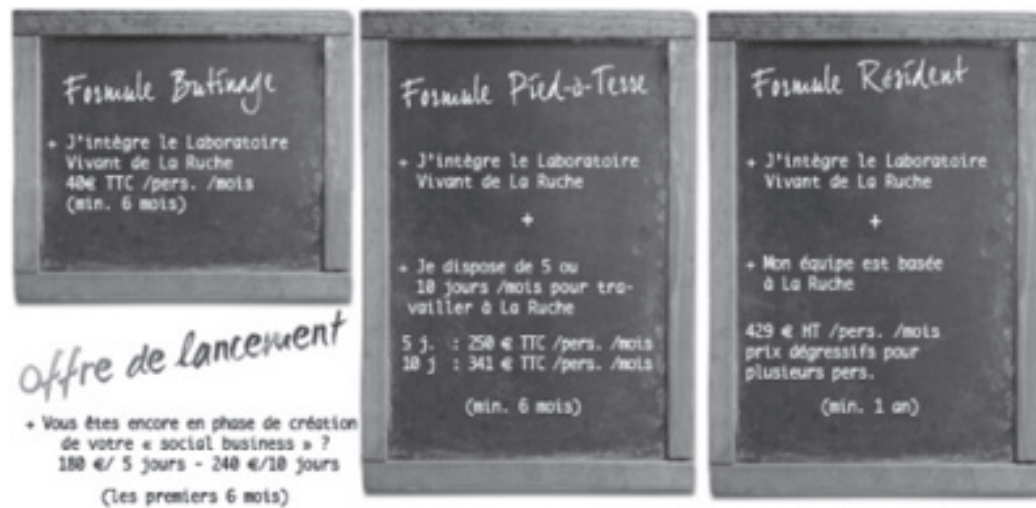 Formule Butinage
+ J'intègre le Laboratoire
Vivant de La Ruche
40€ TTC /pers. /mois
(min. 6 mois)
offre de lancement
+ Vous êtes encore en phase de création
de votre « social business » ?
180 €/ 5 jours - 240 €/10 jours
(les premiers 6 mois)
Formule Pied-à-Terre
+ J'intègre le Laboratoire
Vivant de La Ruche
+
+ Je dispose de 5 ou
10 jours /mois pour tra-
vailler à La Ruche
5 j. : 250 € TTC /pers. /mois
10 j : 341 € TTC /pers. /mois
(min. 6 mois)
Formule Résident
+ J'intègre le Laboratoire
Vivant de La Ruche
+
+ Mon équipe est basée
à La Ruche
429 € HT /pers. /mois
prix dégressifs pour
plusieurs pers.
(min. 1 an)